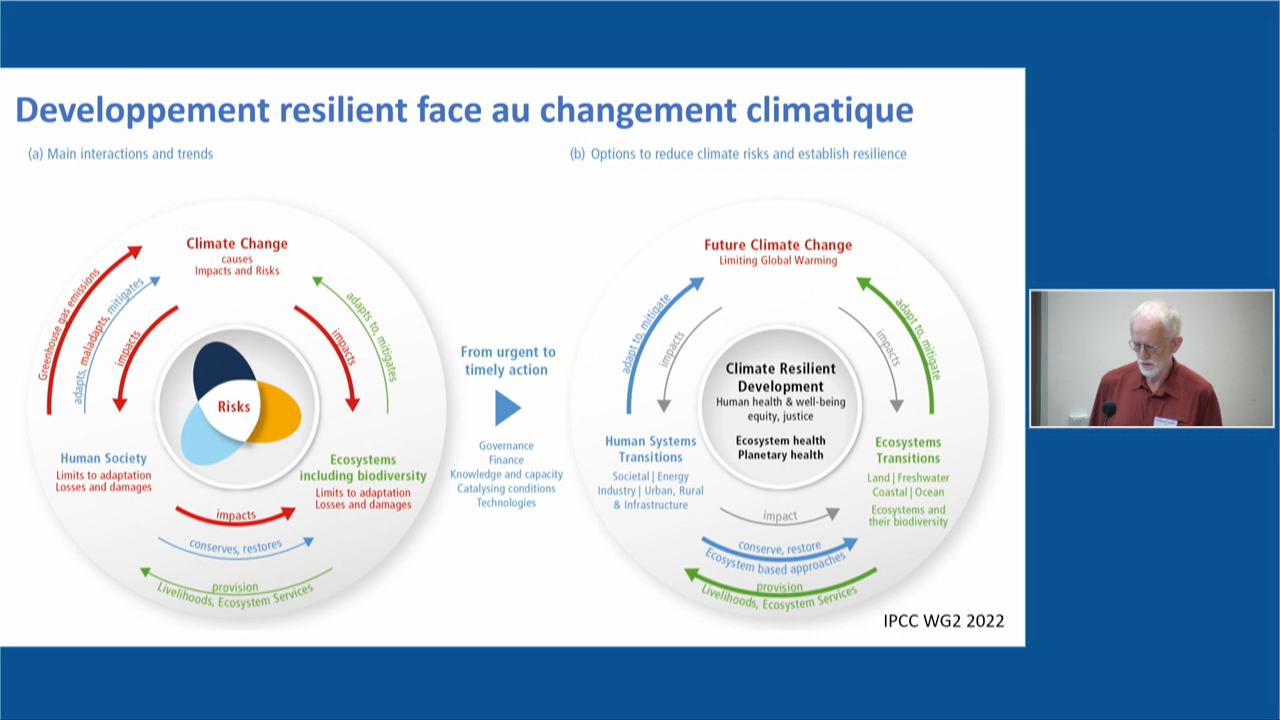 Developpement resilient face au changement climatique
(a) Main interactions and trends
Climate Change
causes
Impacts and Risks
Greenhouse gas emissions
adapts, maladapts, mitigates
impacts
impacts
adapts to, mitigates
Risks
Human Society
Limits to adaptation
Losses and damages
Ecosystems
including biodiversity
Limits to adaptation
Losses and damages
impacts
conserves, restores
provision
Livelihoods, Ecosystem Services
From urgent to
timely action
Governance
Finance
Knowledge and capacity
Catalysing conditions
Technologies
(b) Options to reduce climate risks and establish resilience
Future Climate Change
Limiting Global Warming
adapt to, mitigate
impacts
impacts
adapt to, mitigate
Climate Resilient
Development
Human health & well-being
equity, justice
Ecosystem health
Planetary health
Human Systems
Transitions
Societal | Energy
Industry | Urban, Rural
& Infrastructure
Ecosystems
Transitions
Land | Freshwater
Coastal | Ocean
Ecosystems and
their biodiversity
impact
conserve, restore
Ecosystem based approaches
provision
Livelihoods, Ecosystem Services
IPCC WG2 2022